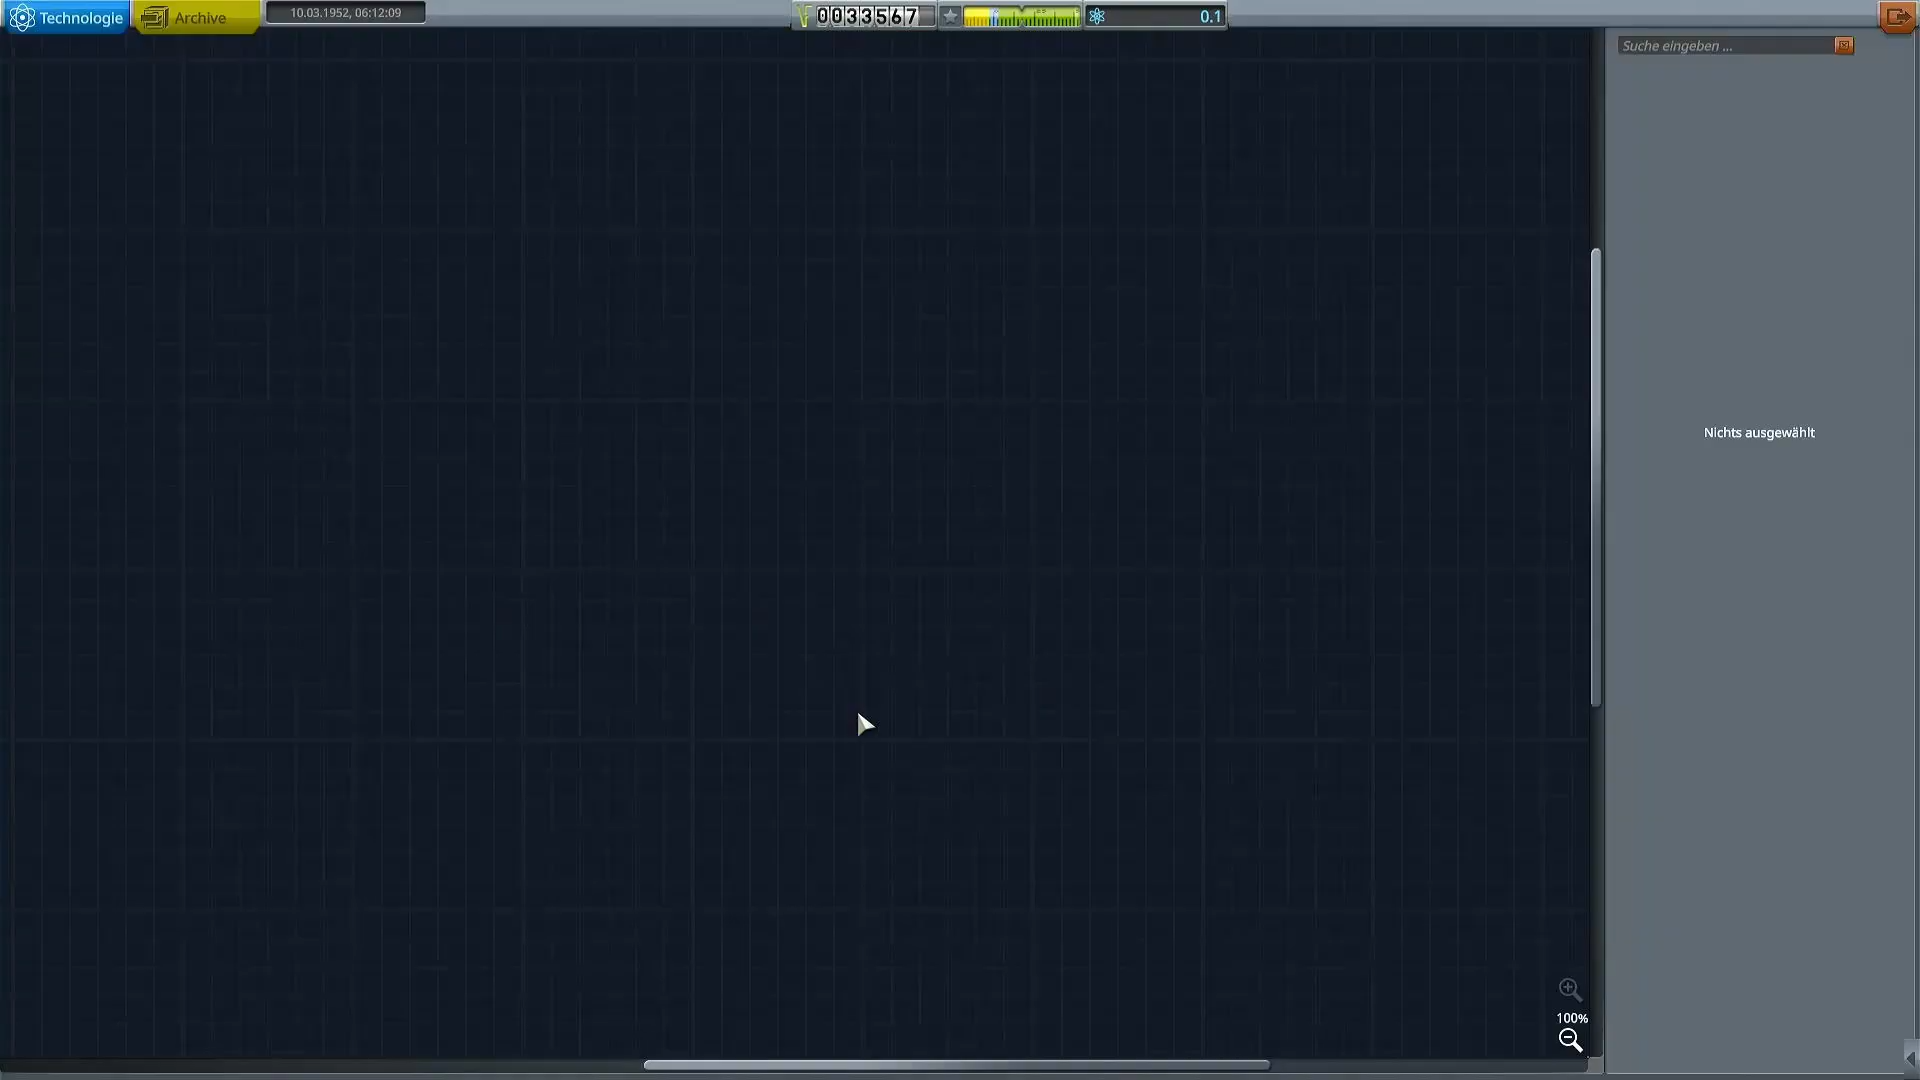 Technologie
Archive
10.03.1952, 06:12:09
0033567
0.1
Suche eingeben ...
Nichts ausgewählt
100%